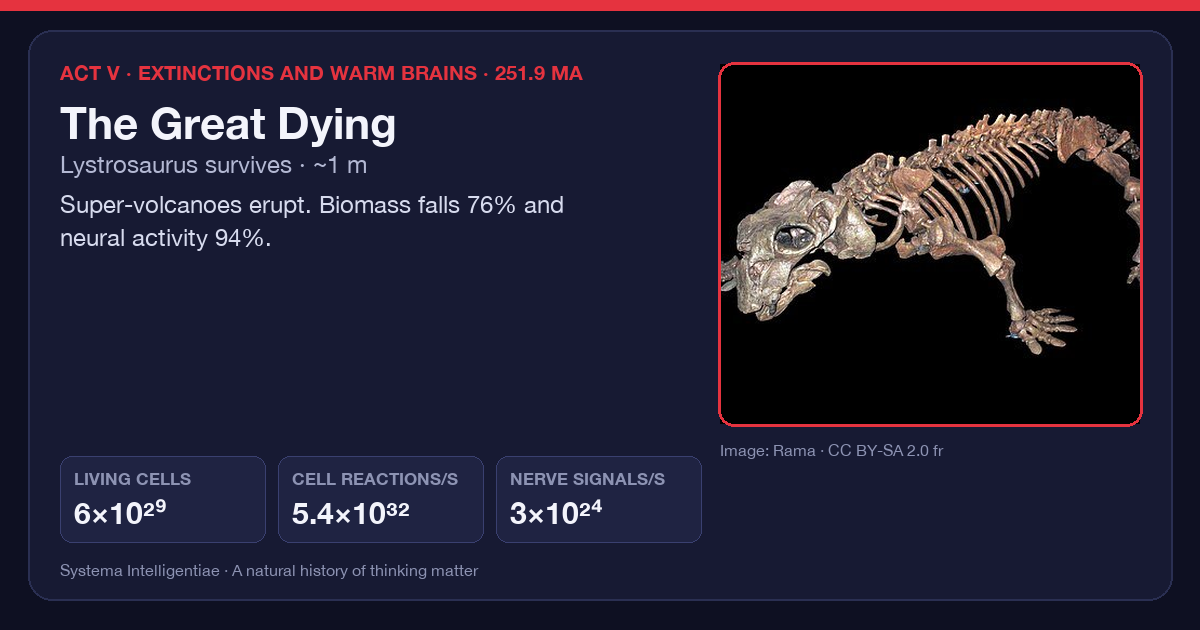 ACT V · EXTINCTIONS AND WARM BRAINS · 251.9 MA
The Great Dying
Lystrosaurus survives · ~1 m
Super-volcanoes erupt. Biomass falls 76% and
neural activity 94%.
Image: Rama · CC BY-SA 2.0 fr
LIVING CELLS
6×10²⁹
CELL REACTIONS/S
5.4×10³²
NERVE SIGNALS/S
3×10²⁴
Systema Intelligentiae · A natural history of thinking matter